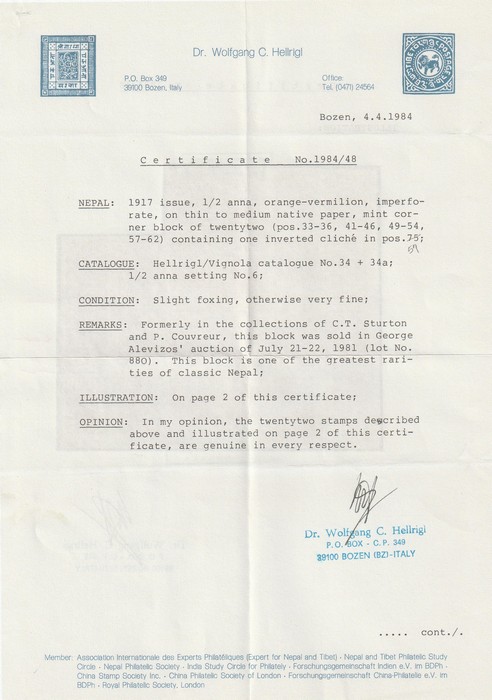 Dr. Wolfgang C. Hellrigl
P.O. Box 349
39100 Bozen, Italy
Office:
Tel. (0471) 24564
Bozen, 4.4.1984
Certificate No.1984/48
NEPAL: 1917 issue, 1/2 anna, orange-vermilion, imperfo-
rate, on thin to medium native paper, mint cor-
ner block of twentytwo (pos.33-36, 41-46, 49-54,
57-62) containing one inverted cliché in pos.75;
59
CATALOGUE: Hellrigl/Vignola catalogue No.34 + 34a;
1/2 anna setting No.6;
CONDITION: Slight foxing, otherwise very fine;
REMARKS: Formerly in the collections of C.T. Sturton
and P. Couvreur, this block was sold in George
Alevizos' auction of July 21-22, 1981 (lot No.
880). This block is one of the greatest rari-
ties of classic Nepal;
ILLUSTRATION: On page 2 of this certificate;
OPINION: In my opinion, the twentytwo stamps described
above and illustrated on page 2 of this certi-
ficate, are genuine in every respect.
Dr. Wolfgang C. Hellrigl
P.O. BOX - C.P. 349
39100 BOZEN (BZ)-ITALY
..... cont./.
Member: Association Internationale des Experts Philatéliques (Expert for Nepal and Tibet) · Nepal and Tibet Philatelic Study
Circle · Nepal Philatelic Society · India Study Circle for Philately · Forschungsgemeinschaft Indien e.V. im BDPh ·
China Stamp Society Inc. · China Philatelic Society of London · Forschungsgemeinschaft China-Philatelie e.V. im
BDPh · Royal Philatelic Society, London